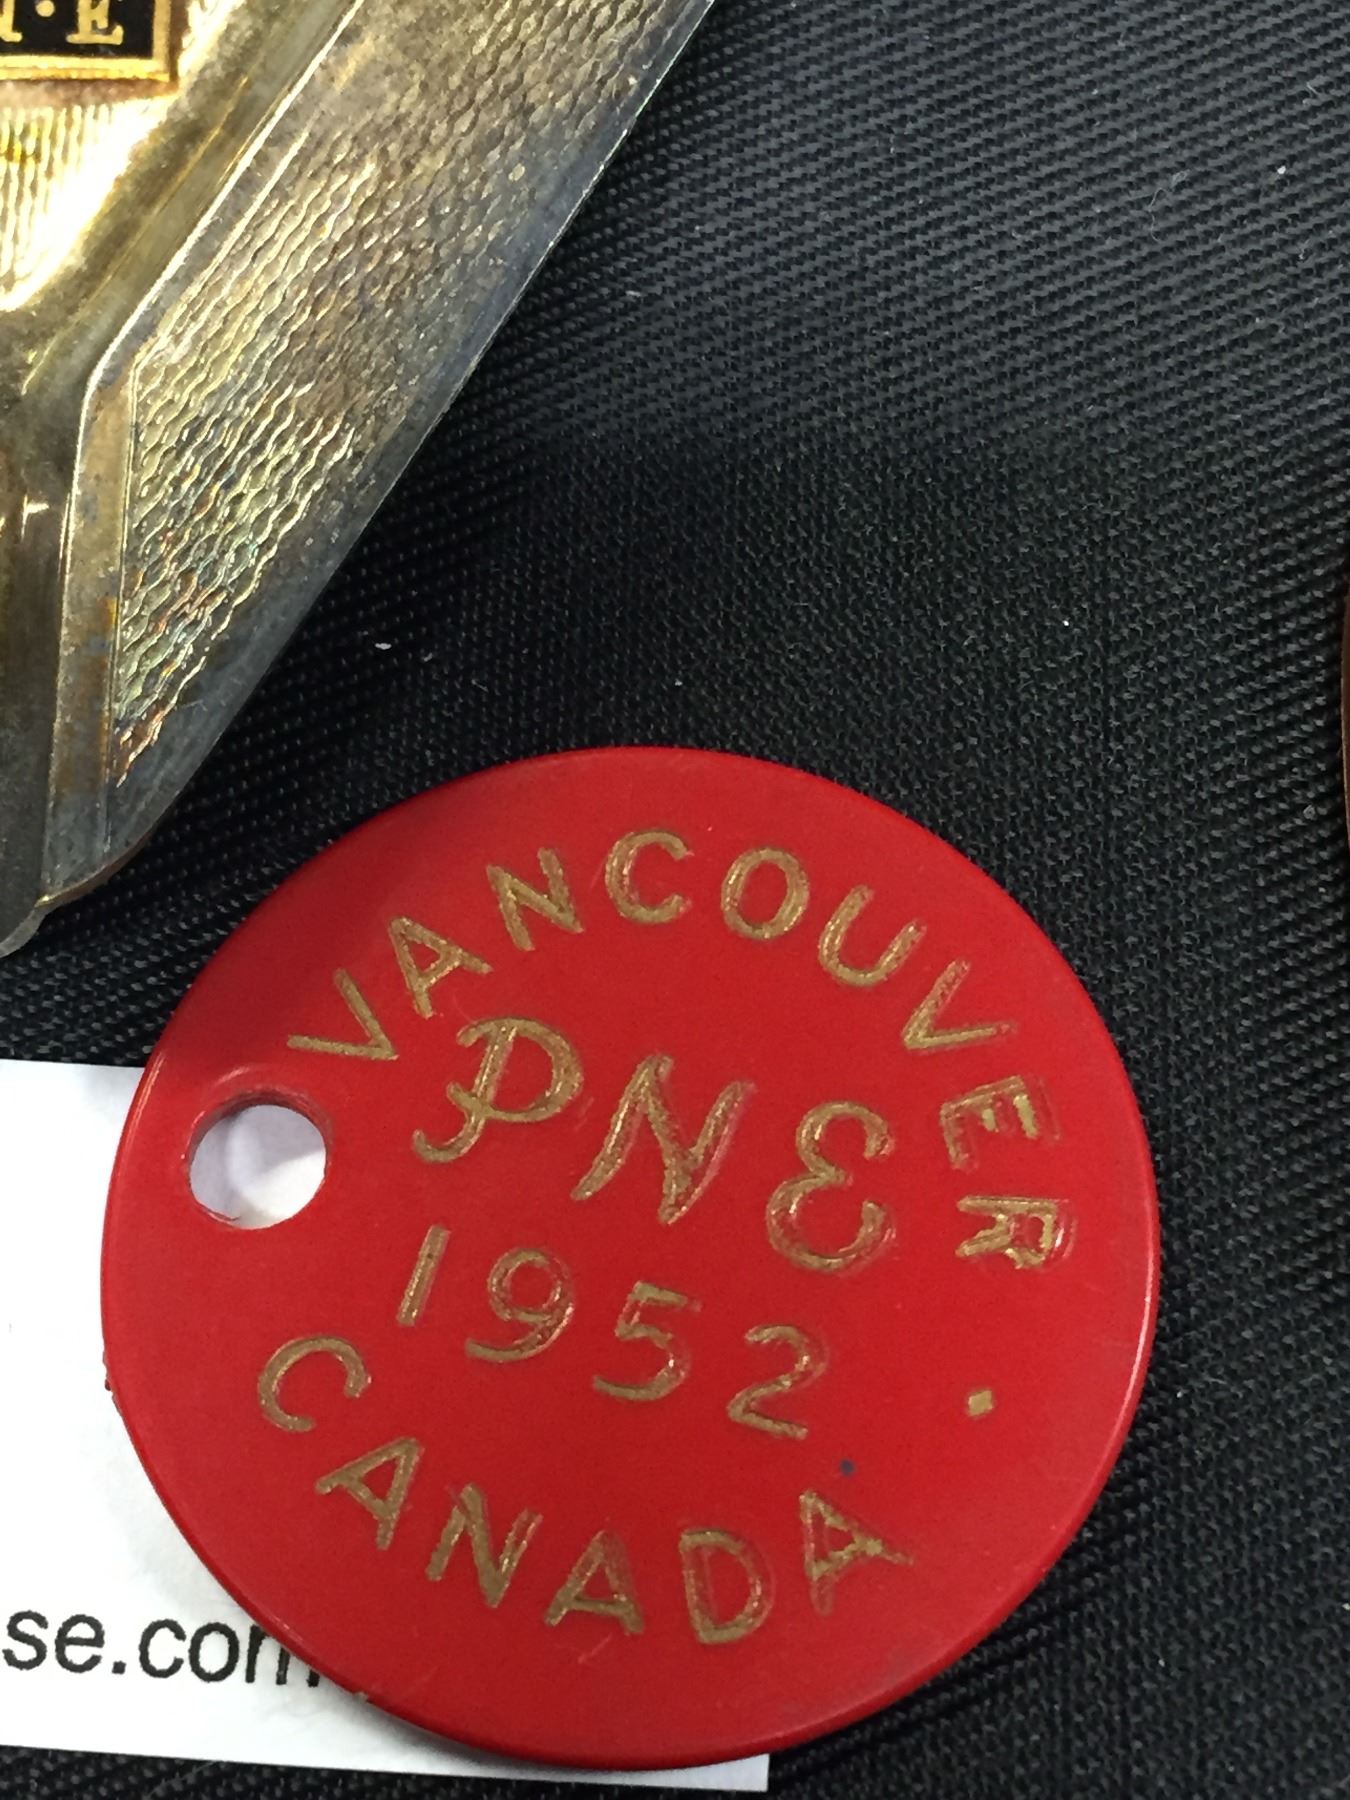 E
VANCOUVER
PNE
1952
CANADA
se.com